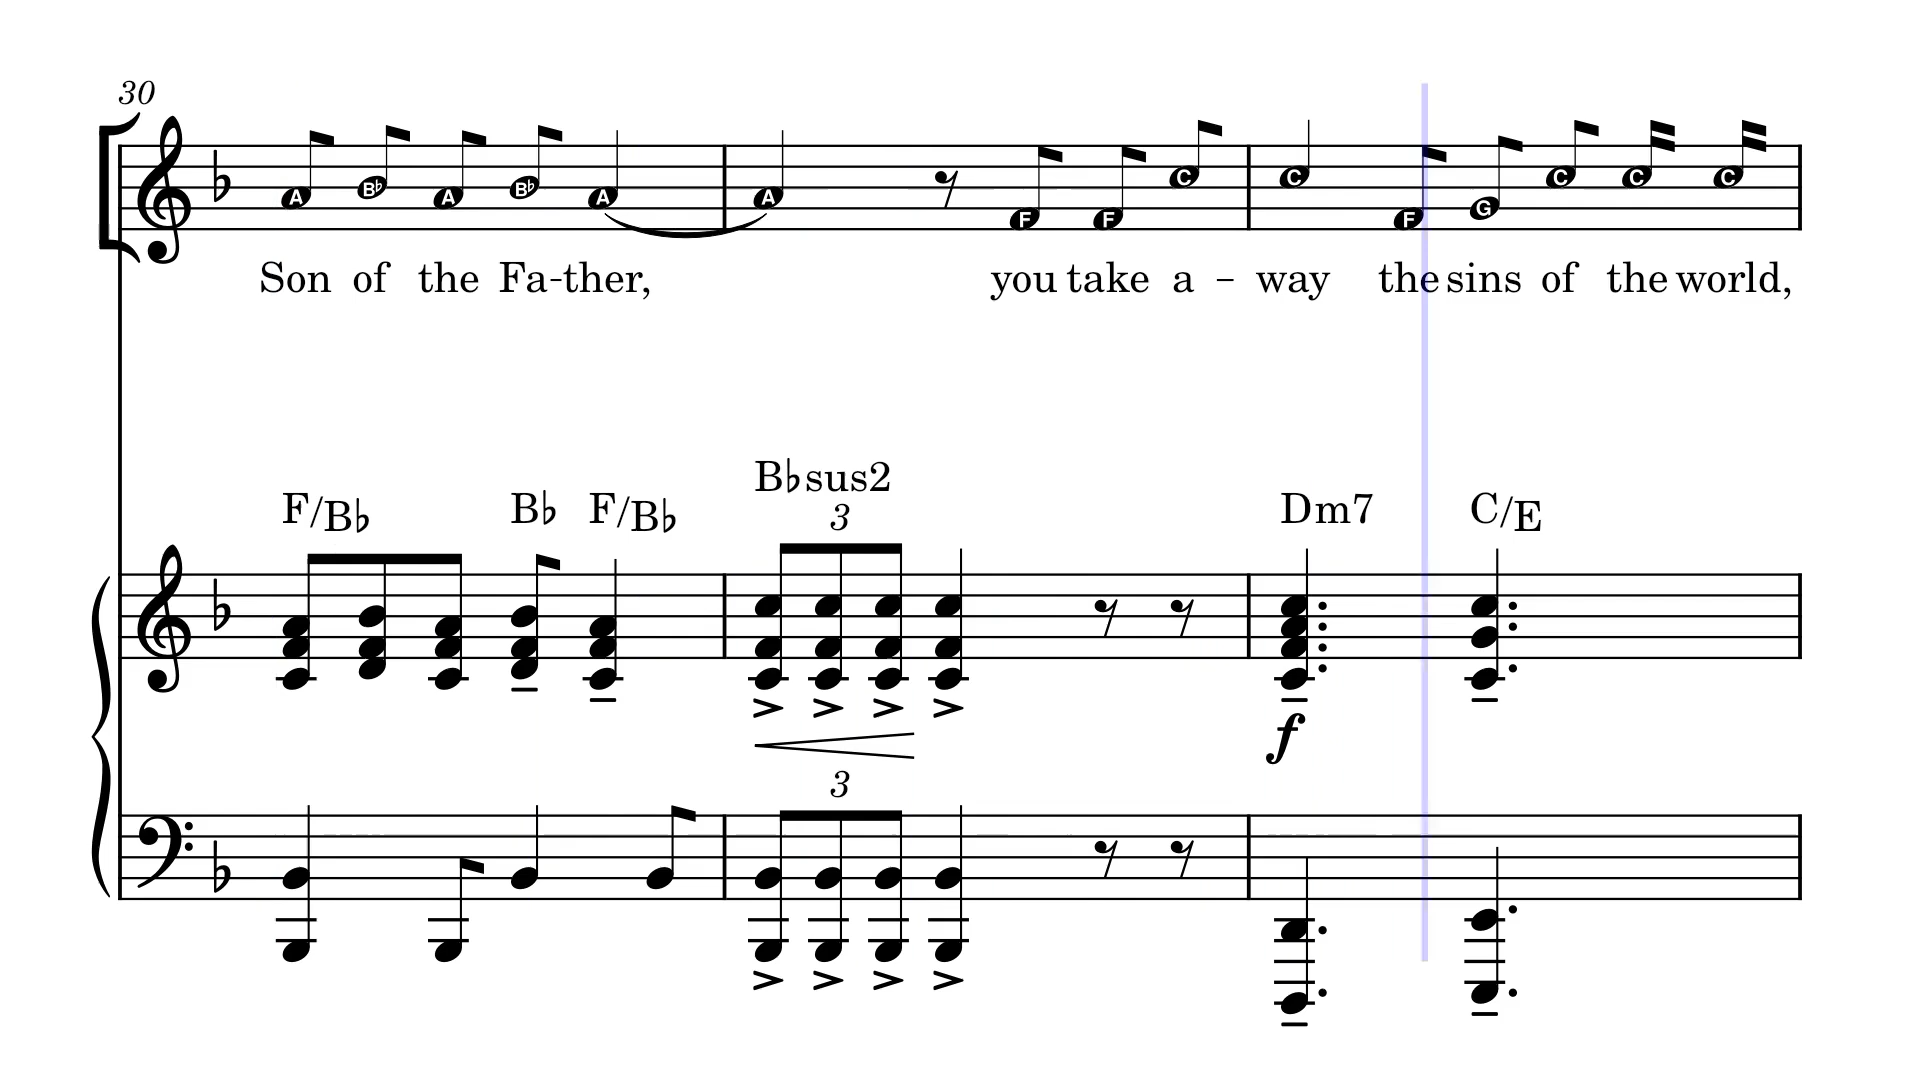 30
A B♭ A B♭ A A F F C C F G C C C
Son of the Fa-ther, you take a - way the sins of the world,
F/B♭ B♭ F/B♭ B♭sus2 Dm7 C/E
3
f
3